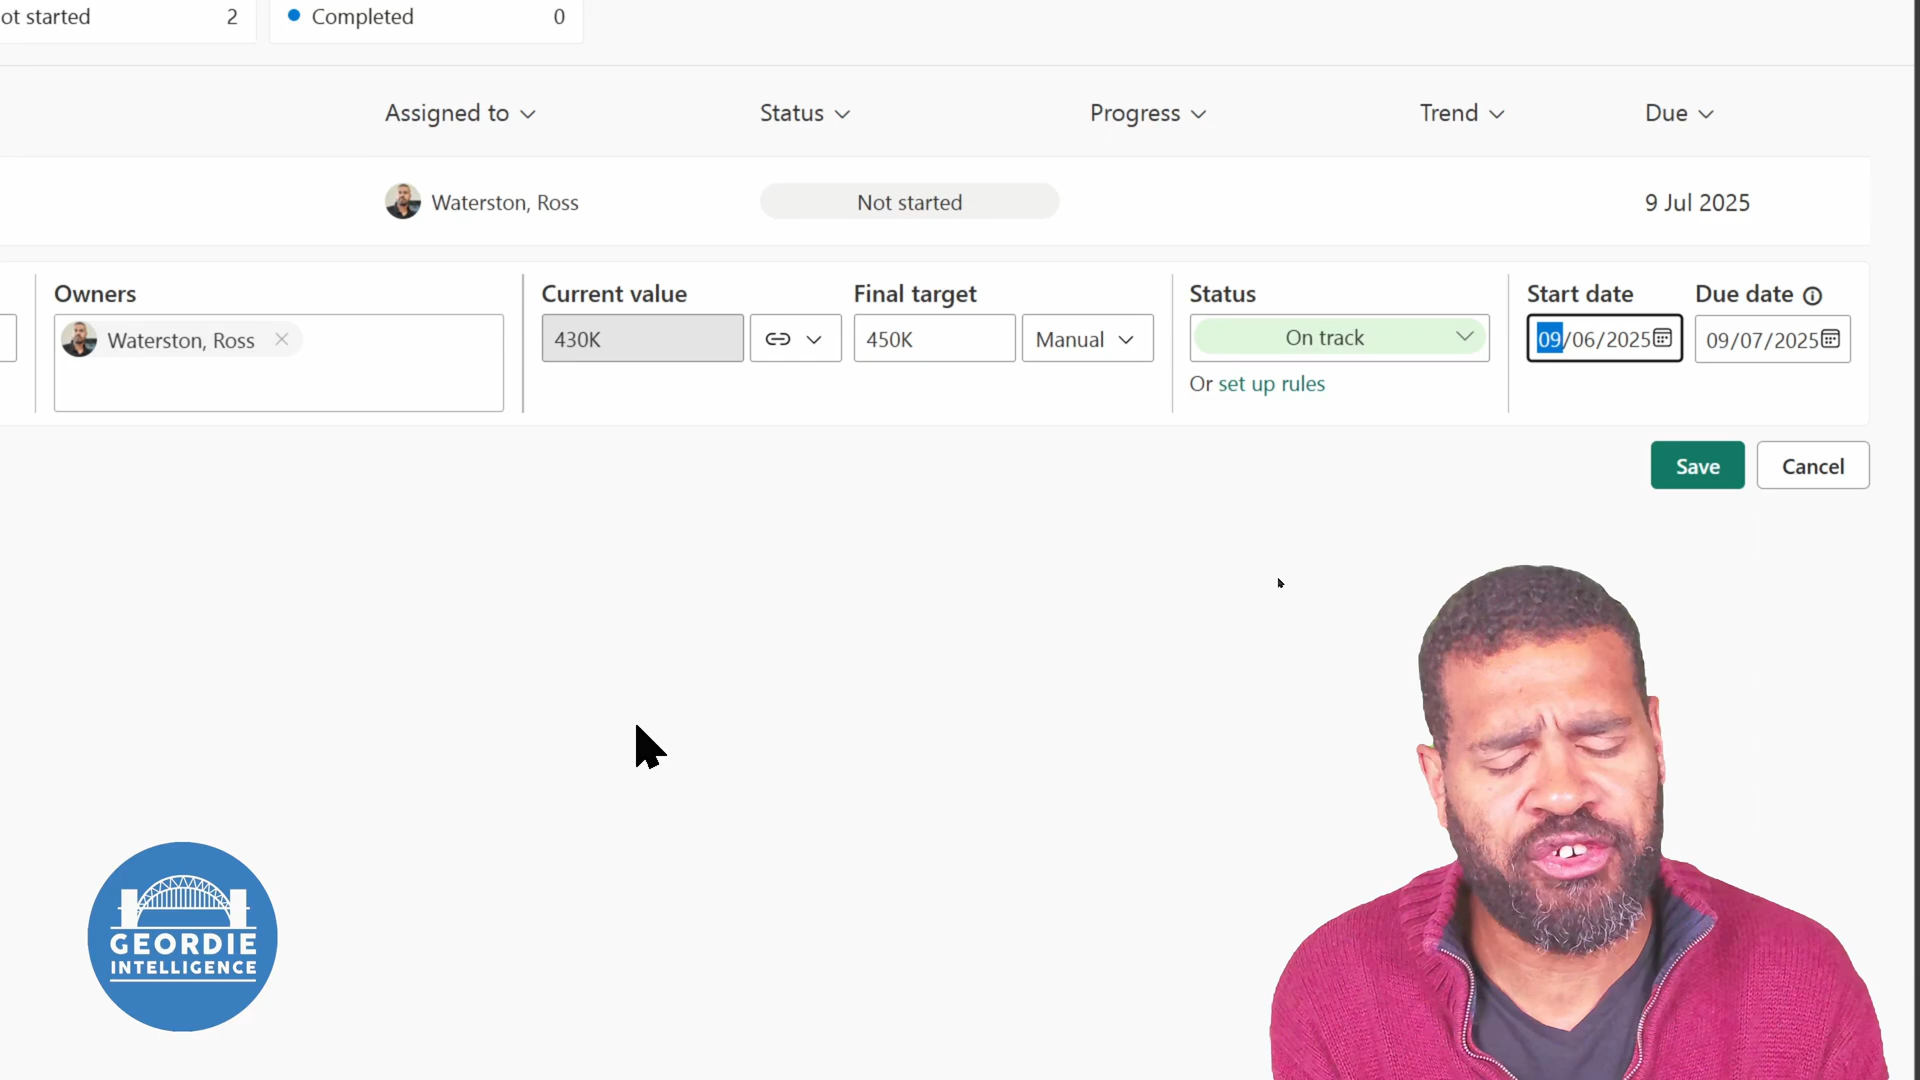 ot started 2 Completed 0
Assigned to Status Progress Trend Due
Waterston, Ross Not started 9 Jul 2025
Owners Current value Final target Status Start date Due date
Waterston, Ross 430K 450K Manual On track 09/06/2025 09/07/2025
Or set up rules
Save Cancel
GEORDIE
INTELLIGENCE